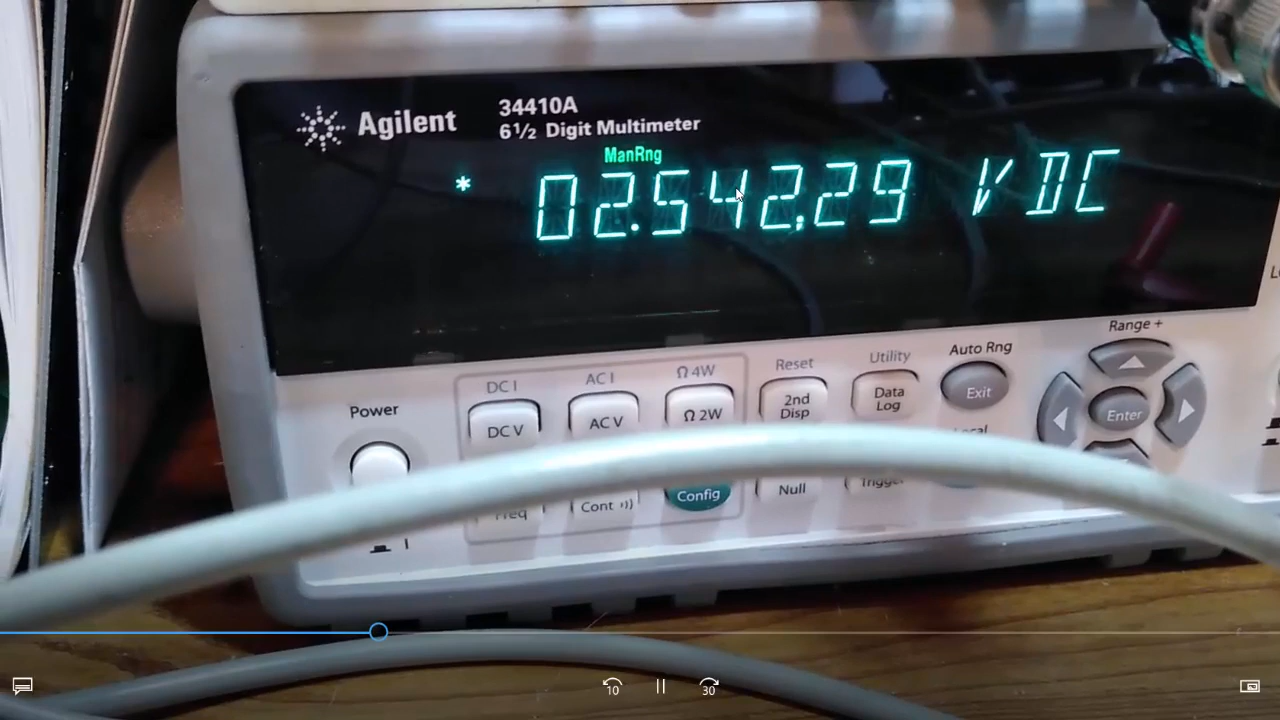 Agilent
34410A
6½ Digit Multimeter
ManRng
* 02.542,29 VDC
Range +
Power
DC I
AC I
Ω 4W
Reset
Utility
Auto Rng
DC V
AC V
Ω 2W
2nd Disp
Data Log
Exit
Enter
Freq
Cont
Config
Null
Trigger
10
30